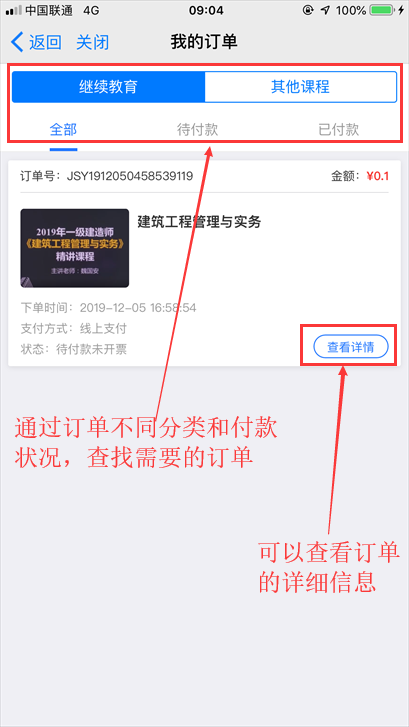 中国联通 4G 09:04 100%
返回 关闭 我的订单
继续教育 其他课程
全部 待付款 已付款
订单号：JSY1912050458539119 金额：¥0.1
2019年一级建造师
《建筑工程管理与实务》
精讲课程
主讲老师：魏国安
建筑工程管理与实务
下单时间：2019-12-05 16:58:54
支付方式：线上支付
状态：待付款未开票
查看详情
通过订单不同分类和付款
状况，查找需要的订单
可以查看订单
的详细信息